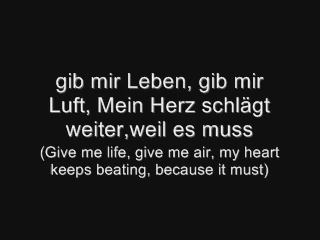 gib mir Leben, gib mir
Luft, Mein Herz schlägt
weiter,weil es muss
(Give me life, give me air, my heart
keeps beating, because it must)